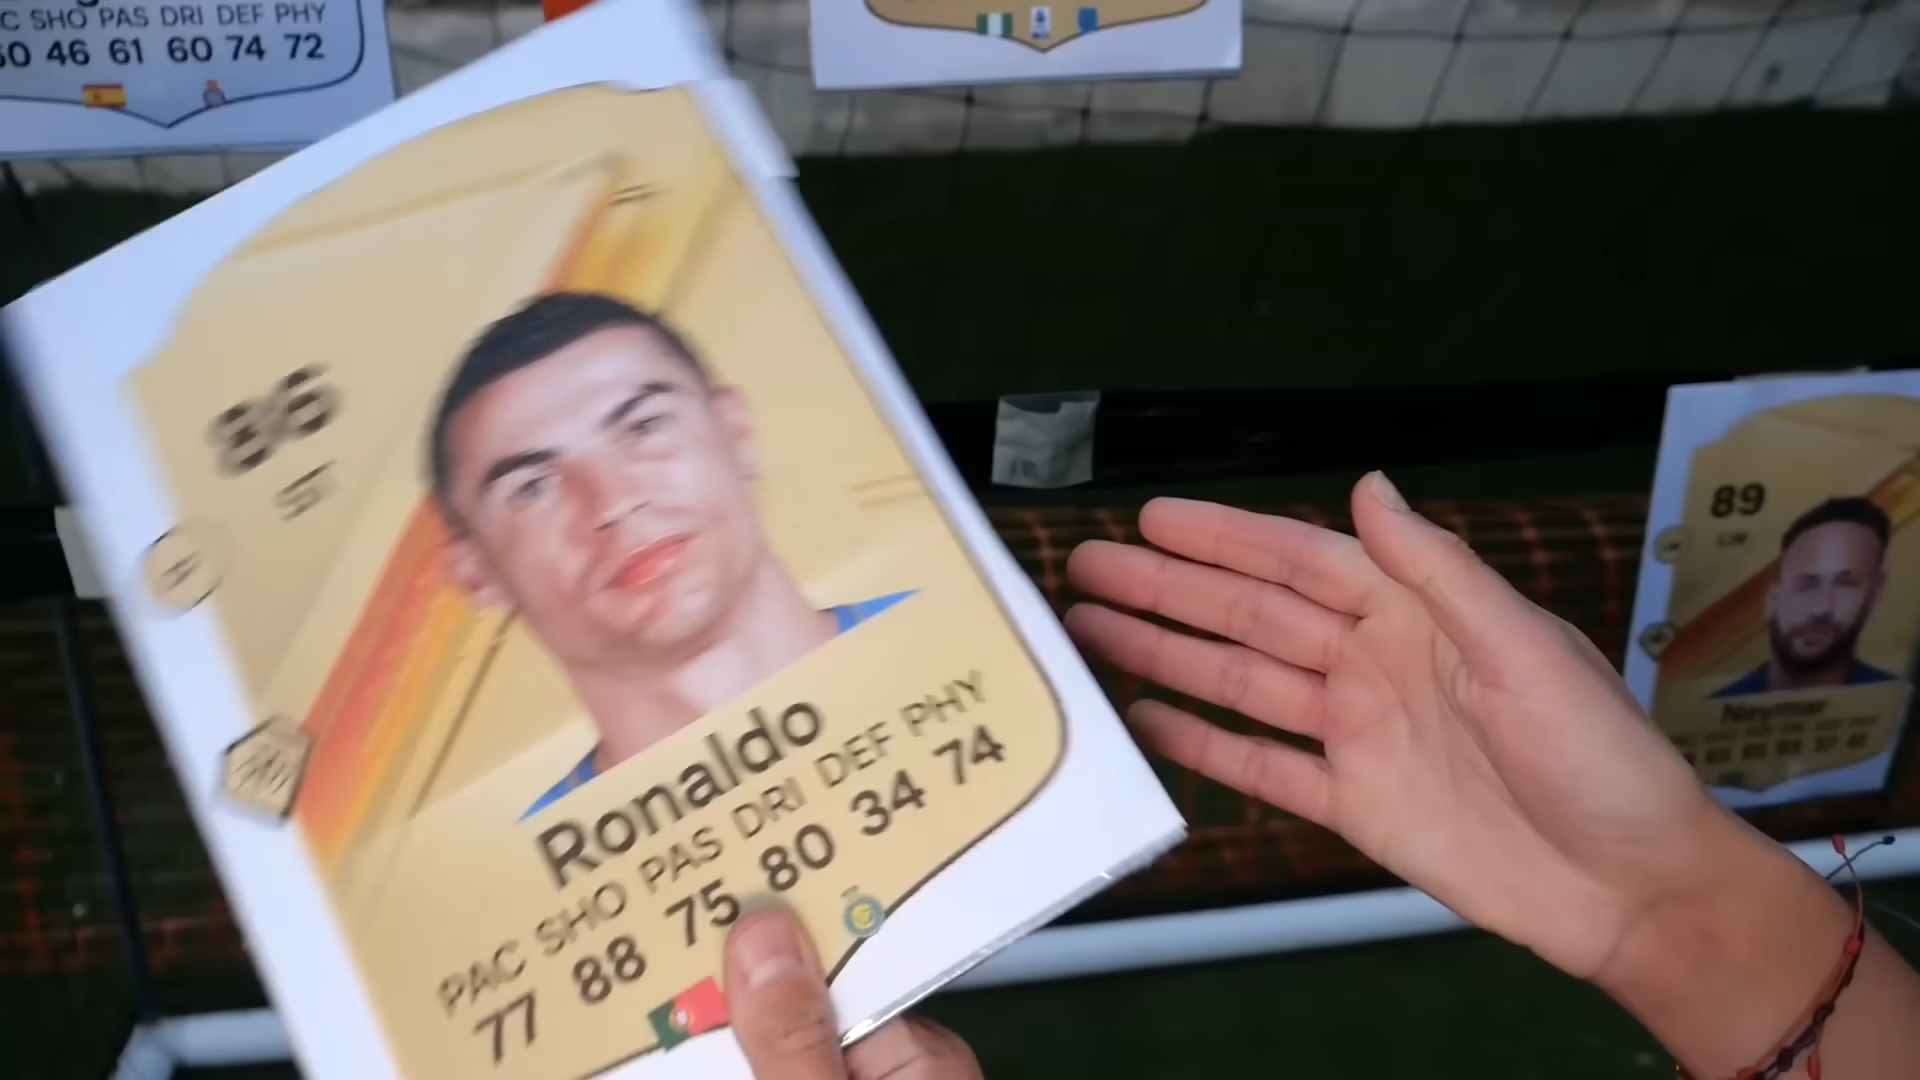 SHO PAS DRI DEF PHY
46 61 60 74 72
86
ST
Ronaldo
PAC SHO PAS DRI DEF PHY
77 88 75 80 34 74
89
LW
Neymar